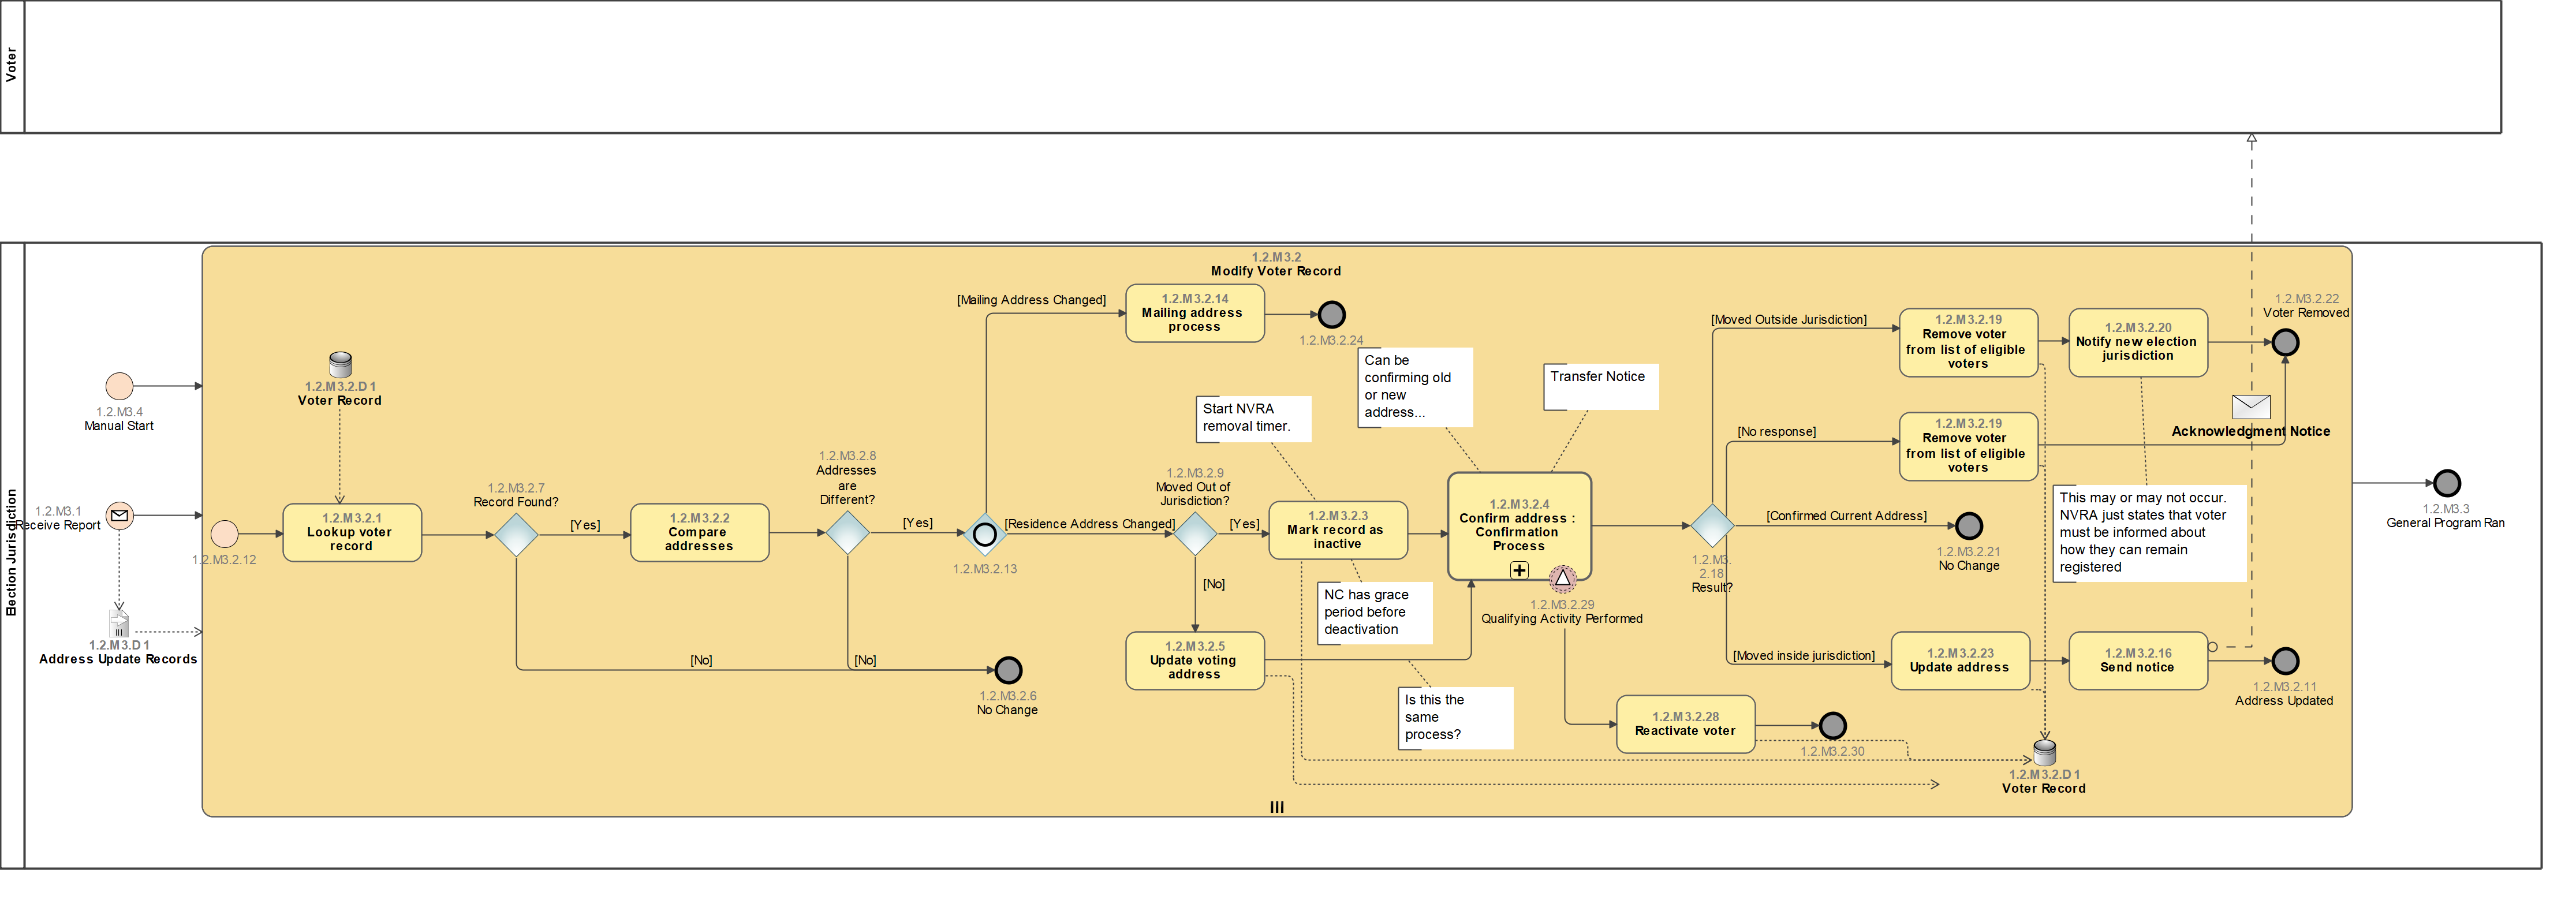 Voter
Election Jurisdiction
1.2.M3.2
Modify Voter Record
1.2.M3.4
Manual Start
1.2.M3.1
Receive Report
1.2.M3.D1
Address Update Records
1.2.M3.2.12
1.2.M3.2.D1
Voter Record
1.2.M3.2.1
Lookup voter
record
1.2.M3.2.7
Record Found?
[Yes]
[No]
1.2.M3.2.2
Compare
addresses
1.2.M3.2.8
Addresses
are
Different?
[Yes]
[No]
1.2.M3.2.6
No Change
1.2.M3.2.13
[Mailing Address Changed]
1.2.M3.2.14
Mailing address
process
1.2.M3.2.24
[Residence Address Changed]
1.2.M3.2.9
Moved Out of
Jurisdiction?
[Yes]
[No]
Start NVRA
removal timer.
1.2.M3.2.3
Mark record as
inactive
NC has grace
period before
deactivation
1.2.M3.2.5
Update voting
address
Is this the
same
process?
Can be
confirming old
or new
address...
Transfer Notice
1.2.M3.2.4
Confirm address :
Confirmation
Process
1.2.M3.2.29
Qualifying Activity Performed
1.2.M3.2.28
Reactivate voter
1.2.M3.2.30
1.2.M3.
2.18
Result?
[Moved Outside Jurisdiction]
1.2.M3.2.19
Remove voter
from list of eligible
voters
1.2.M3.2.20
Notify new election
jurisdiction
1.2.M3.2.22
Voter Removed
[No response]
1.2.M3.2.19
Remove voter
from list of eligible
voters
Acknowledgment Notice
[Confirmed Current Address]
1.2.M3.2.21
No Change
This may or may not occur.
NVRA just states that voter
must be informed about
how they can remain
registered
[Moved inside jurisdiction]
1.2.M3.2.23
Update address
1.2.M3.2.16
Send notice
1.2.M3.2.11
Address Updated
1.2.M3.2.D1
Voter Record
1.2.M3.3
General Program Ran